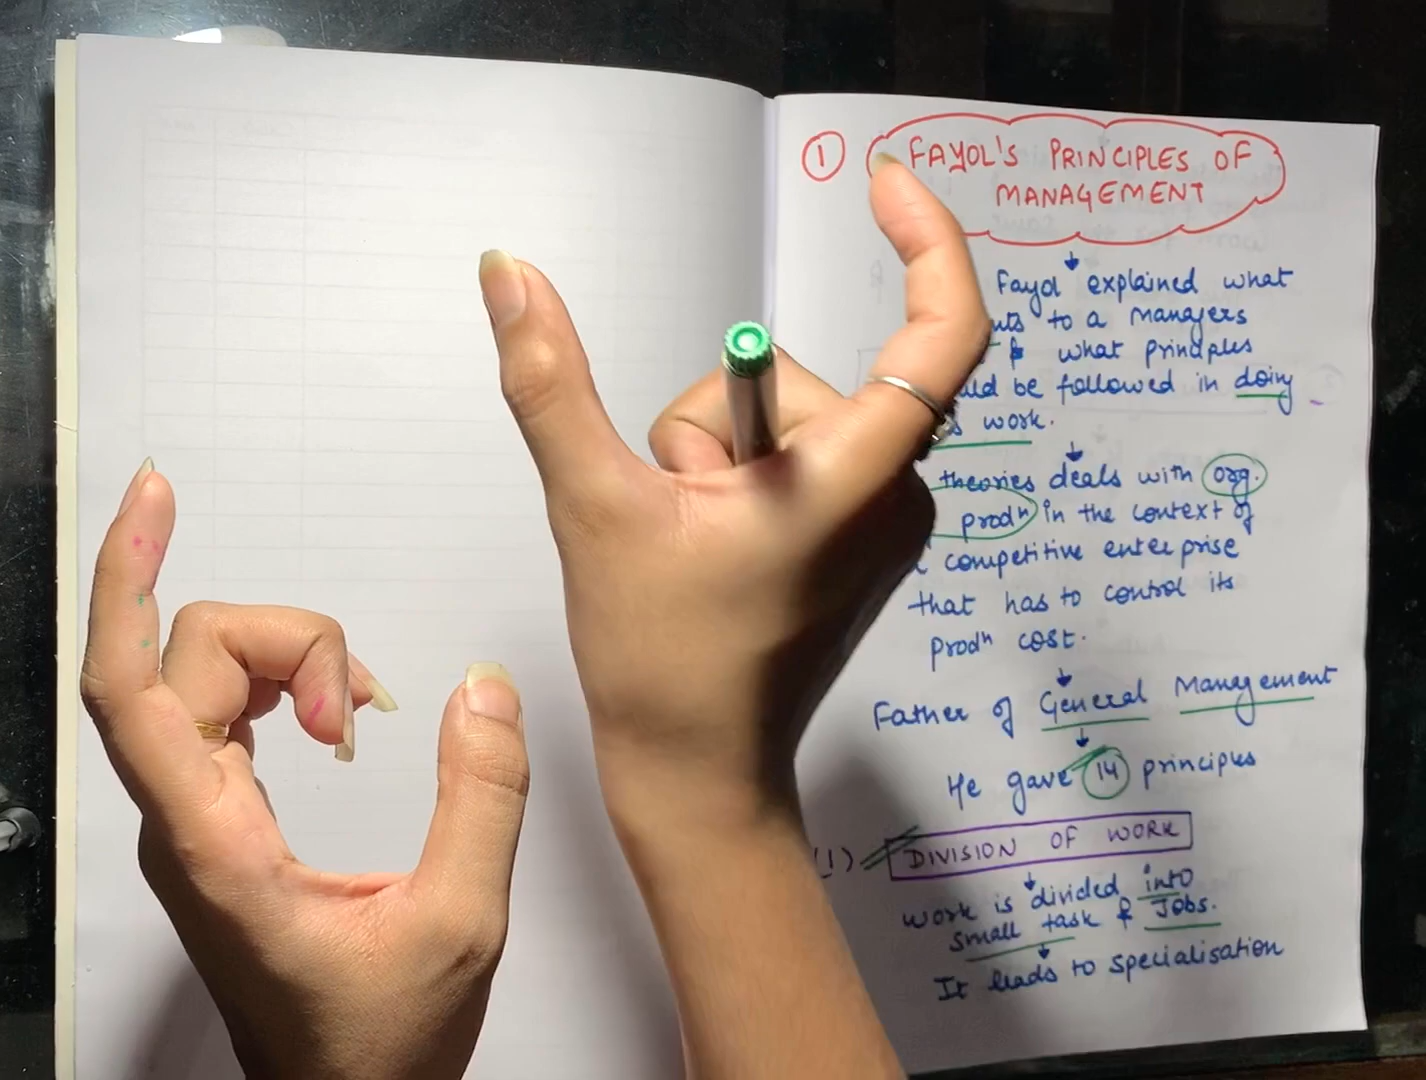 ① FAYOL'S PRINCIPLES OF
MANAGEMENT
Fayol explained what
to a managers
& what principles
be followed in doing
work.
theories deals with org.
prodⁿ in the context of
competitive enterprise
that has to control its
prodⁿ cost.
Father of General Management
He gave 14 principles
(1) DIVISION OF WORK
work is divided into
small task & Jobs.
It leads to specialisation